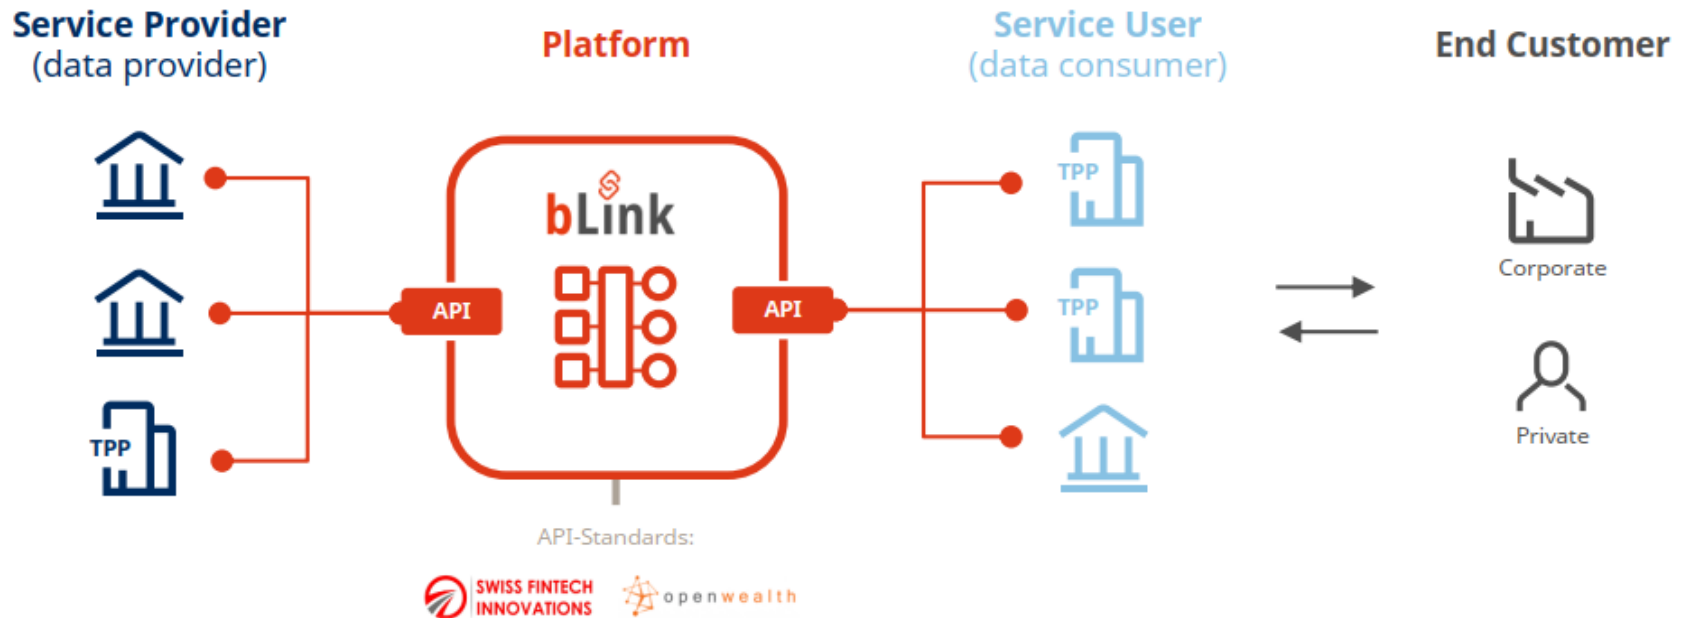 Service Provider
(data provider)
Platform
Service User
(data consumer)
End Customer
TPP
bLink
API
API
TPP
TPP
Corporate
Private
API-Standards:
SWISS FINTECH
INNOVATIONS
openwealth